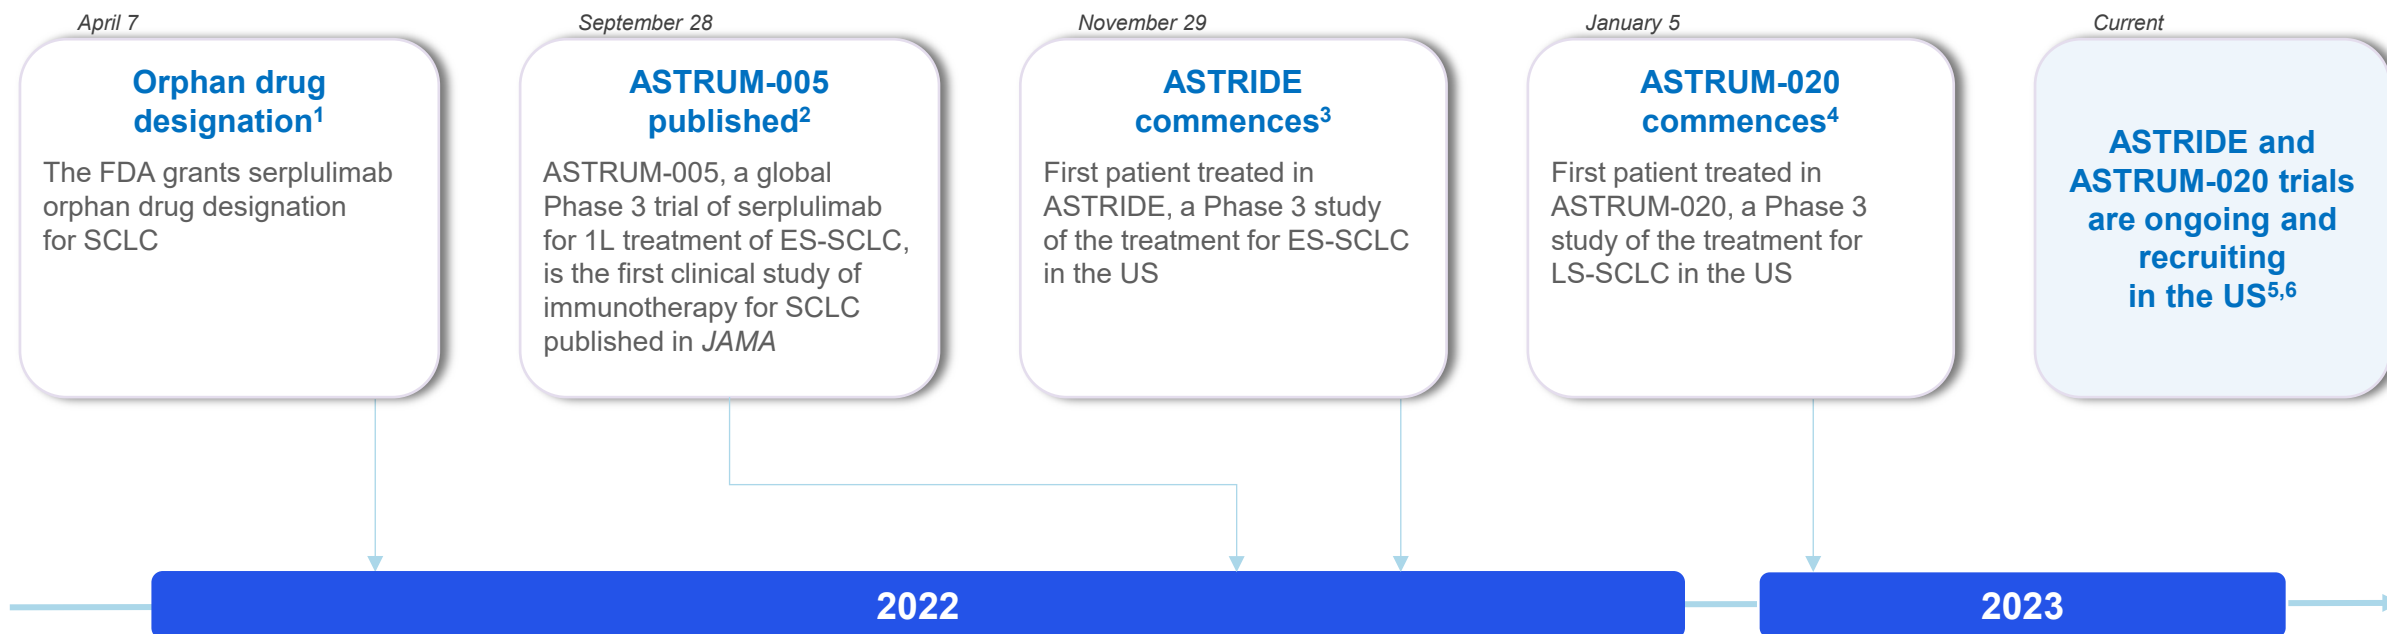 April 7
Orphan drug
designation¹
The FDA grants serplulimab
orphan drug designation
for SCLC
September 28
ASTRUM-005
published²
ASTRUM-005, a global
Phase 3 trial of serplulimab
for 1L treatment of ES-SCLC,
is the first clinical study of
immunotherapy for SCLC
published in JAMA
November 29
ASTRIDE
commences³
First patient treated in
ASTRIDE, a Phase 3 study
of the treatment for ES-SCLC
in the US
January 5
ASTRUM-020
commences⁴
First patient treated in
ASTRUM-020, a Phase 3
study of the treatment for
LS-SCLC in the US
Current
ASTRIDE and
ASTRUM-020 trials
are ongoing and
recruiting
in the US⁵,⁶
2022
2023